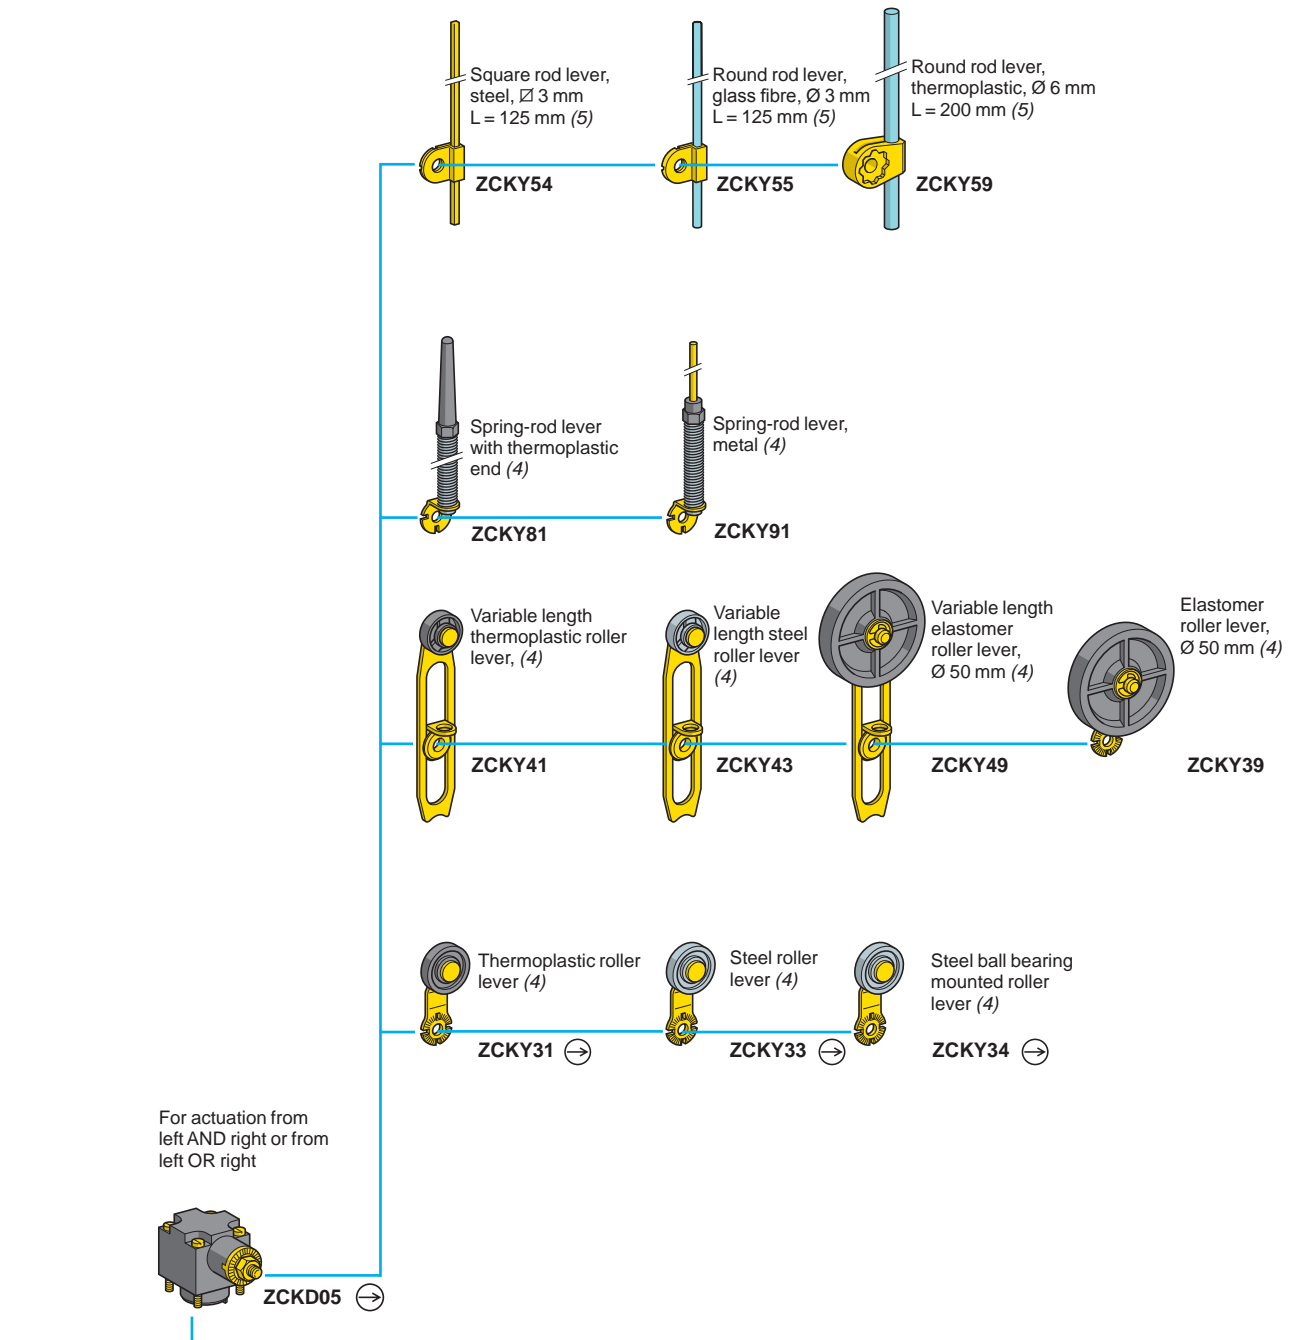 Square rod lever,
steel, ⌀ 3 mm
L = 125 mm (5)
ZCKY54
Round rod lever,
glass fibre, Ø 3 mm
L = 125 mm (5)
ZCKY55
Round rod lever,
thermoplastic, Ø 6 mm
L = 200 mm (5)
ZCKY59
Spring-rod lever
with thermoplastic
end (4)
ZCKY81
Spring-rod lever,
metal (4)
ZCKY91
Variable length
thermoplastic roller
lever, (4)
ZCKY41
Variable
length steel
roller lever
(4)
ZCKY43
Variable length
elastomer
roller lever,
Ø 50 mm (4)
ZCKY49
Elastomer
roller lever,
Ø 50 mm (4)
ZCKY39
Thermoplastic roller
lever (4)
ZCKY31
Steel roller
lever (4)
ZCKY33
Steel ball bearing
mounted roller
lever (4)
ZCKY34
For actuation from
left AND right or from
left OR right
ZCKD05